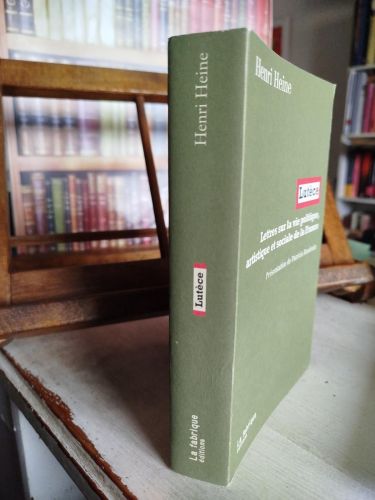 Henri Heine
Lutèce
La fabrique
éditions
Henri Heine
Lutèce
Lettres sur la vie politique,
artistique et sociale de la France
Présentation de Patricia
La fabrique
éditions